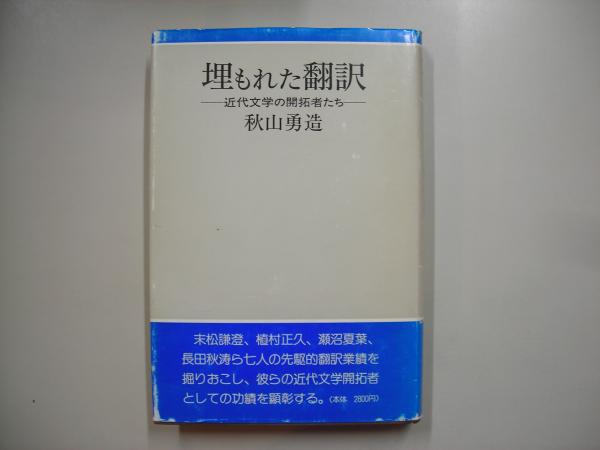 埋もれた翻訳
──近代文学の開拓者たち──
秋山勇造
末松謙澄、植村正久、瀬沼夏葉、
長田秋涛ら七人の先駆的翻訳業績を
掘りおこし、彼らの近代文学開拓者
としての功績を顕彰する。〈本体 2800円〉